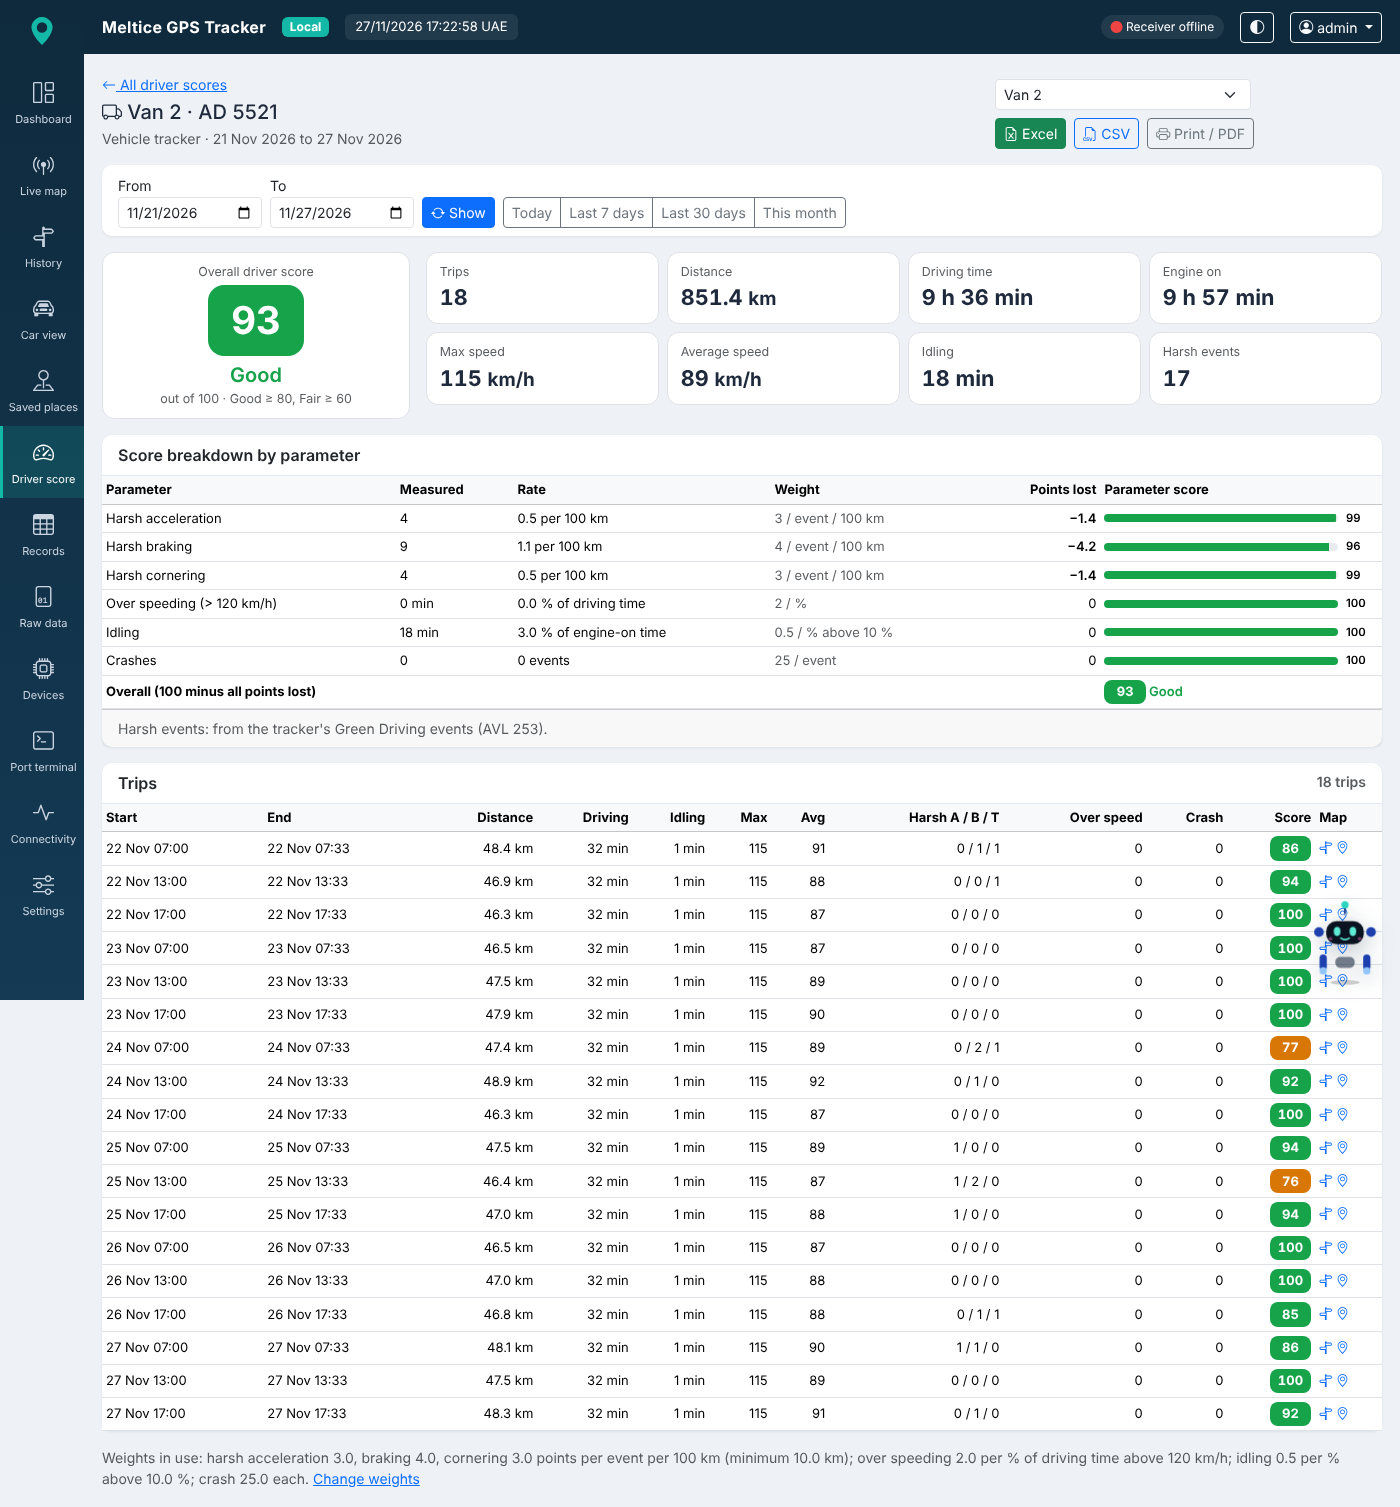 Meltice GPS Tracker Local 27/11/2026 17:22:58 UAE Receiver offline admin
Dashboard
Live map
History
Car view
Saved places
Driver score
Records
Raw data
Devices
Port terminal
Connectivity
Settings
← All driver scores
Van 2 · AD 5521
Vehicle tracker · 21 Nov 2026 to 27 Nov 2026
Van 2
Excel CSV Print / PDF
From To
11/21/2026 11/27/2026 Show Today Last 7 days Last 30 days This month
Overall driver score
93
Good
out of 100 · Good ≥ 80, Fair ≥ 60
Trips
18
Distance
851.4 km
Driving time
9 h 36 min
Engine on
9 h 57 min
Max speed
115 km/h
Average speed
89 km/h
Idling
18 min
Harsh events
17
Score breakdown by parameter
Parameter Measured Rate Weight Points lost Parameter score
Harsh acceleration 4 0.5 per 100 km 3 / event / 100 km −1.4 99
Harsh braking 9 1.1 per 100 km 4 / event / 100 km −4.2 96
Harsh cornering 4 0.5 per 100 km 3 / event / 100 km −1.4 99
Over speeding (> 120 km/h) 0 min 0.0 % of driving time 2 / % 0 100
Idling 18 min 3.0 % of engine-on time 0.5 / % above 10 % 0 100
Crashes 0 0 events 25 / event 0 100
Overall (100 minus all points lost) 93 Good
Harsh events: from the tracker's Green Driving events (AVL 253).
Trips 18 trips
Start End Distance Driving Idling Max Avg Harsh A / B / T Over speed Crash Score Map
22 Nov 07:00 22 Nov 07:33 48.4 km 32 min 1 min 115 91 0 / 1 / 1 0 0 86
22 Nov 13:00 22 Nov 13:33 46.9 km 32 min 1 min 115 88 0 / 0 / 1 0 0 94
22 Nov 17:00 22 Nov 17:33 46.3 km 32 min 1 min 115 87 0 / 0 / 0 0 0 100
23 Nov 07:00 23 Nov 07:33 46.5 km 32 min 1 min 115 87 0 / 0 / 0 0 0 100
23 Nov 13:00 23 Nov 13:33 47.5 km 32 min 1 min 115 89 0 / 0 / 0 0 0 100
23 Nov 17:00 23 Nov 17:33 47.9 km 32 min 1 min 115 90 0 / 0 / 0 0 0 100
24 Nov 07:00 24 Nov 07:33 47.4 km 32 min 1 min 115 89 0 / 2 / 1 0 0 77
24 Nov 13:00 24 Nov 13:33 48.9 km 32 min 1 min 115 92 0 / 1 / 0 0 0 92
24 Nov 17:00 24 Nov 17:33 46.3 km 32 min 1 min 115 87 0 / 0 / 0 0 0 100
25 Nov 07:00 25 Nov 07:33 47.5 km 32 min 1 min 115 89 1 / 0 / 0 0 0 94
25 Nov 13:00 25 Nov 13:33 46.4 km 32 min 1 min 115 87 1 / 2 / 0 0 0 76
25 Nov 17:00 25 Nov 17:33 47.0 km 32 min 1 min 115 88 1 / 0 / 0 0 0 94
26 Nov 07:00 26 Nov 07:33 46.5 km 32 min 1 min 115 87 0 / 0 / 0 0 0 100
26 Nov 13:00 26 Nov 13:33 47.0 km 32 min 1 min 115 88 0 / 0 / 0 0 0 100
26 Nov 17:00 26 Nov 17:33 46.8 km 32 min 1 min 115 88 0 / 1 / 1 0 0 85
27 Nov 07:00 27 Nov 07:33 48.1 km 32 min 1 min 115 90 1 / 1 / 0 0 0 86
27 Nov 13:00 27 Nov 13:33 47.5 km 32 min 1 min 115 89 0 / 0 / 0 0 0 100
27 Nov 17:00 27 Nov 17:33 48.3 km 32 min 1 min 115 91 0 / 1 / 0 0 0 92
Weights in use: harsh acceleration 3.0, braking 4.0, cornering 3.0 points per event per 100 km (minimum 10.0 km); over speeding 2.0 per % of driving time above 120 km/h; idling 0.5 per %
above 10.0 %; crash 25.0 each. Change weights